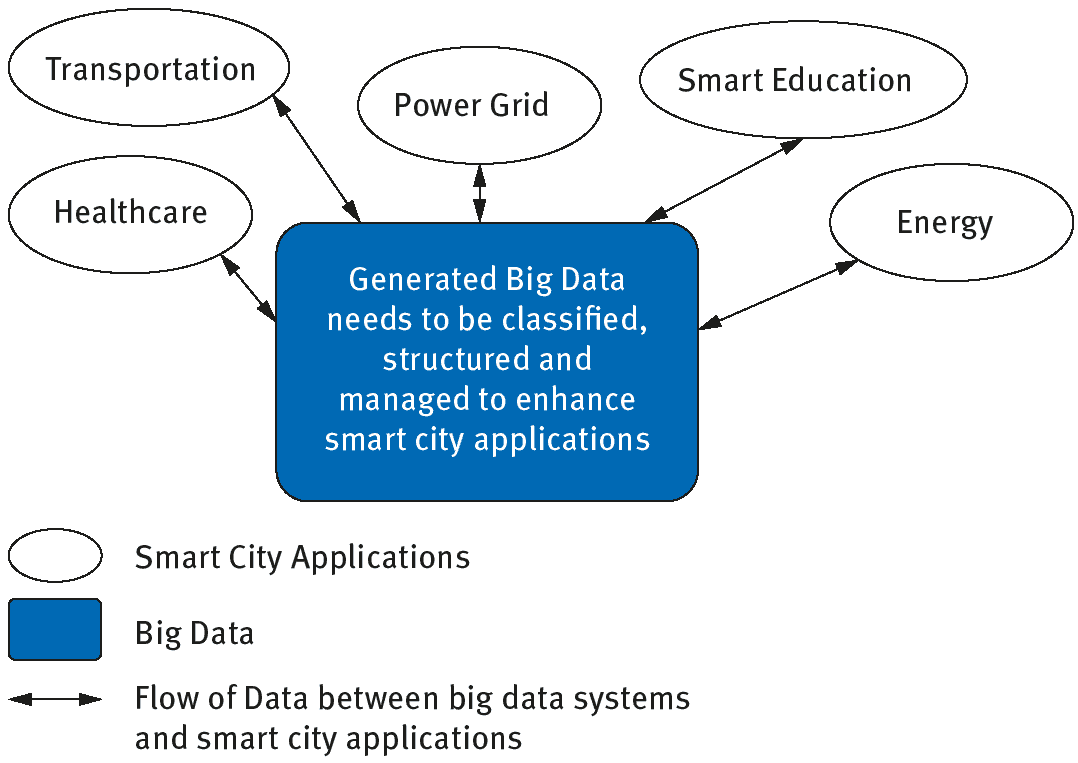 Transportation
Power Grid
Smart Education
Healthcare
Energy
Generated Big Data
needs to be classified,
structured and
managed to enhance
smart city applications
Smart City Applications
Big Data
Flow of Data between big data systems
and smart city applications